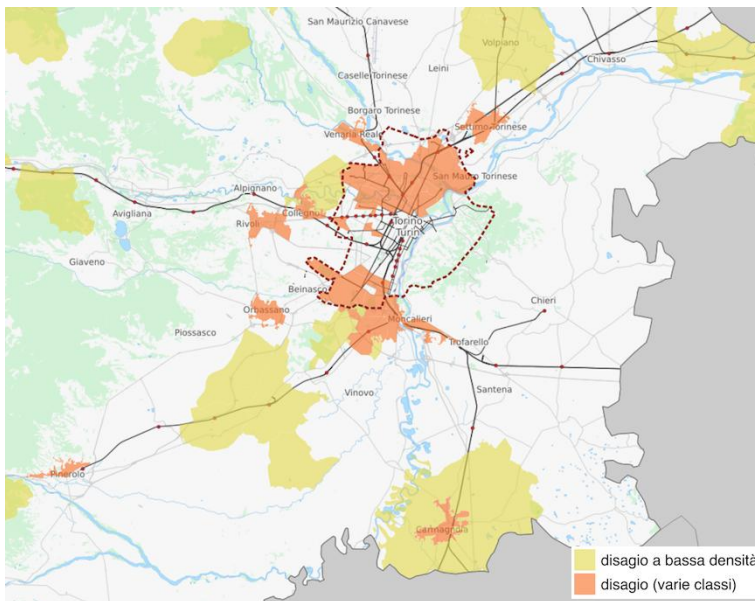 San Maurizio Canavese
Volpiano
Chivasso
Leini
Caselle Torinese
Borgaro Torinese
Venaria Reale
Settimo Torinese
San Mauro Torinese
Alpignano
Avigliana
Collegno
Rivoli
Torino
Turin
Giaveno
Beinasco
Chieri
Orbassano
Moncalieri
Piossasco
Trofarello
Vinovo
Santena
Pinerolo
Carmagnola
disagio a bassa densità
disagio (varie classi)